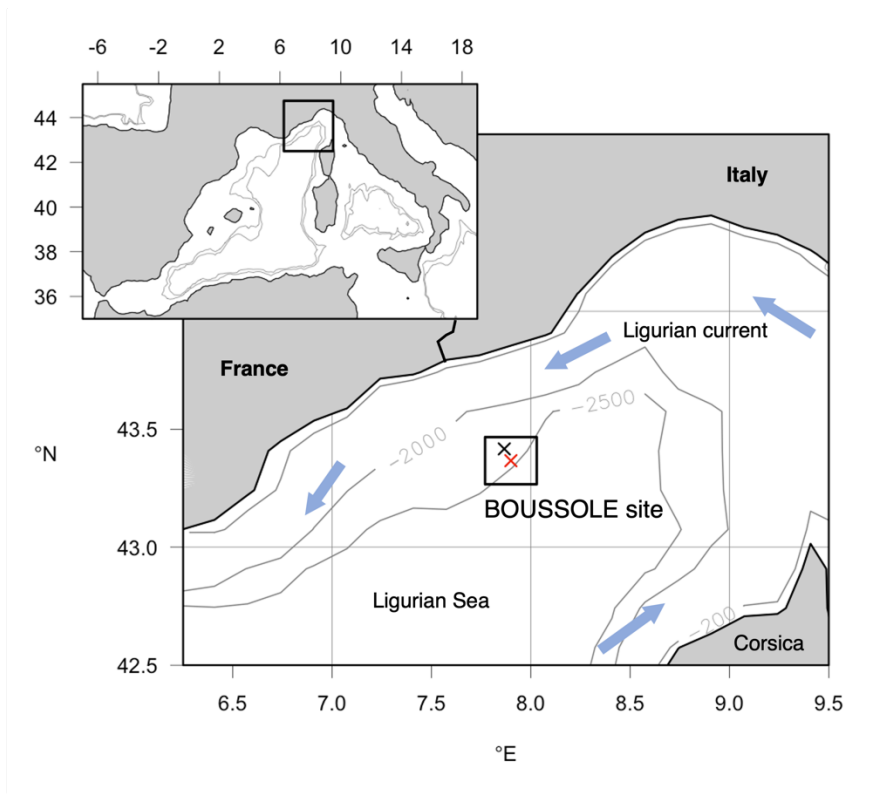 -6 -2 2 6 10 14 18
44
42
40
38
36
Italy
Ligurian current
France
-2500
43.5
-2000
°N
BOUSSOLE site
43.0
Ligurian Sea
-200
Corsica
42.5
6.5 7.0 7.5 8.0 8.5 9.0 9.5
°E